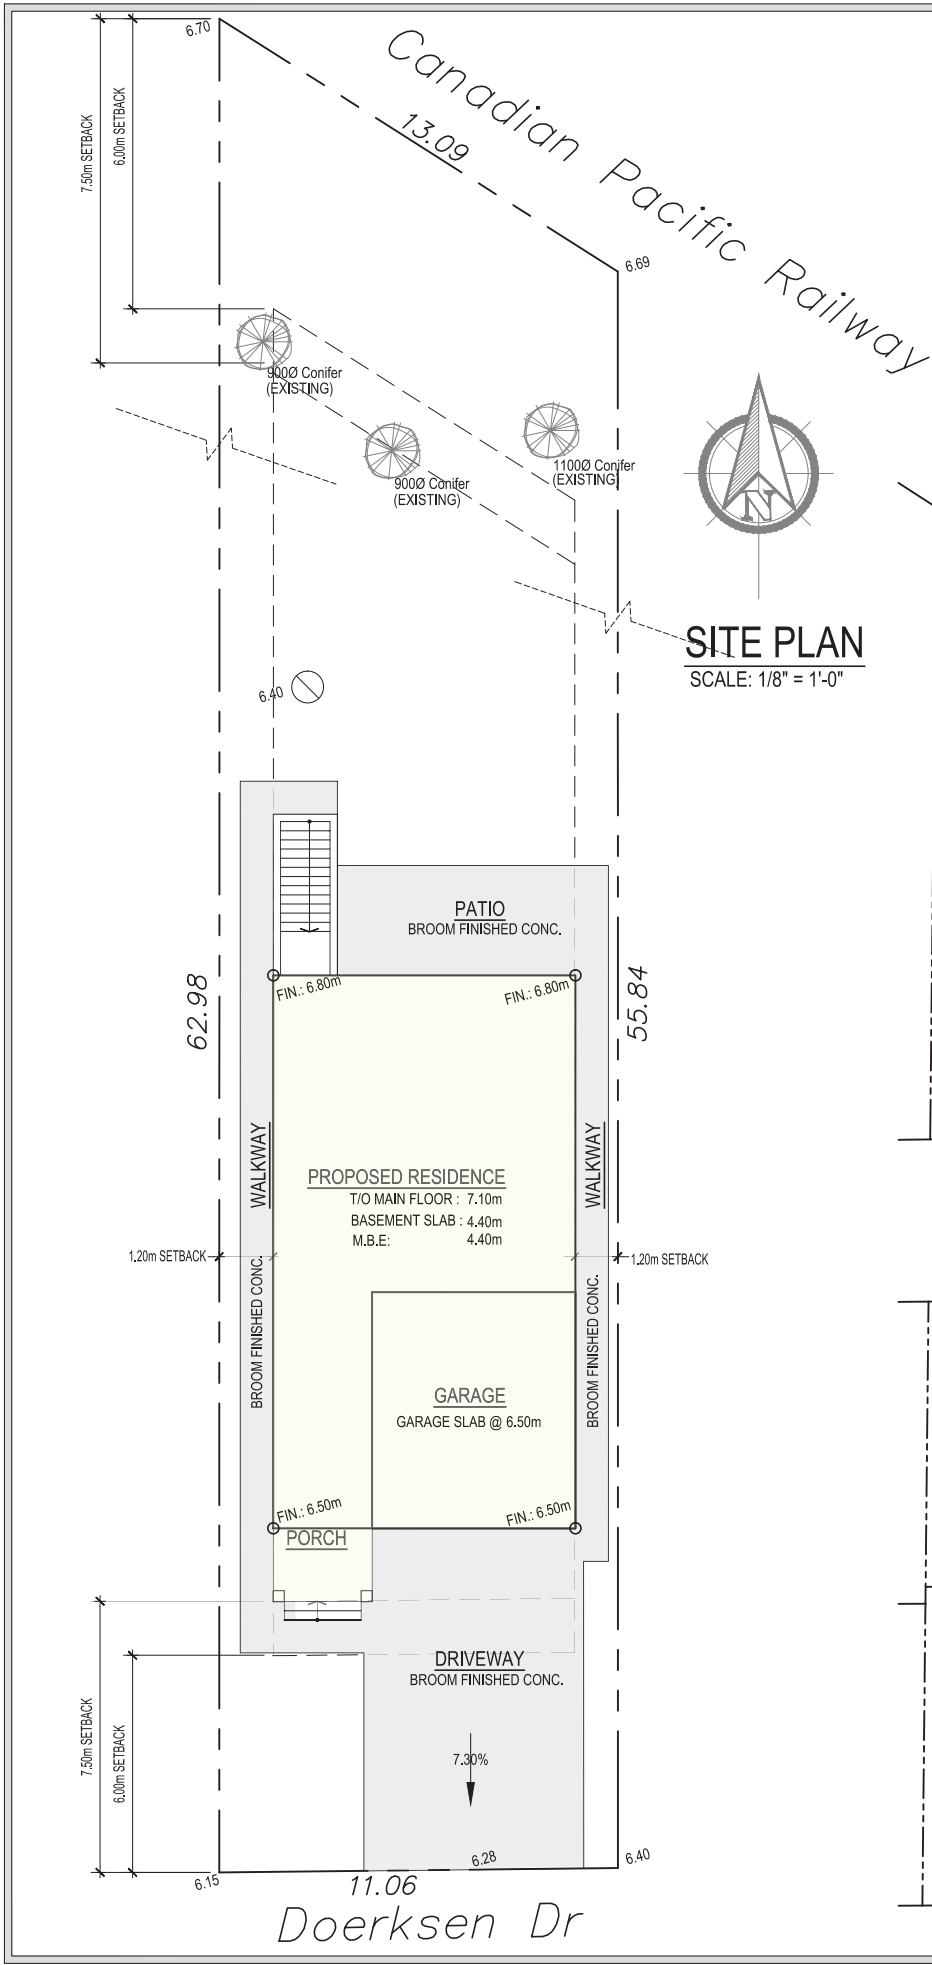 6.70
Canadian Pacific Railway
13.09
7.50m SETBACK
6.00m SETBACK
6.69
900Ø Conifer
(EXISTING)
900Ø Conifer
(EXISTING)
1100Ø Conifer
(EXISTING)
N
SITE PLAN
SCALE: 1/8" = 1'-0"
6.40
PATIO
BROOM FINISHED CONC.
FIN.: 6.80m
FIN.: 6.80m
62.98
55.84
WALKWAY
WALKWAY
PROPOSED RESIDENCE
T/O MAIN FLOOR : 7.10m
BASEMENT SLAB : 4.40m
M.B.E: 4.40m
1.20m SETBACK
1.20m SETBACK
BROOM FINISHED CONC.
BROOM FINISHED CONC.
GARAGE
GARAGE SLAB @ 6.50m
FIN.: 6.50m
FIN.: 6.50m
PORCH
DRIVEWAY
BROOM FINISHED CONC.
7.50m SETBACK
6.00m SETBACK
7.30%
6.28
6.40
6.15
11.06
Doerksen Dr